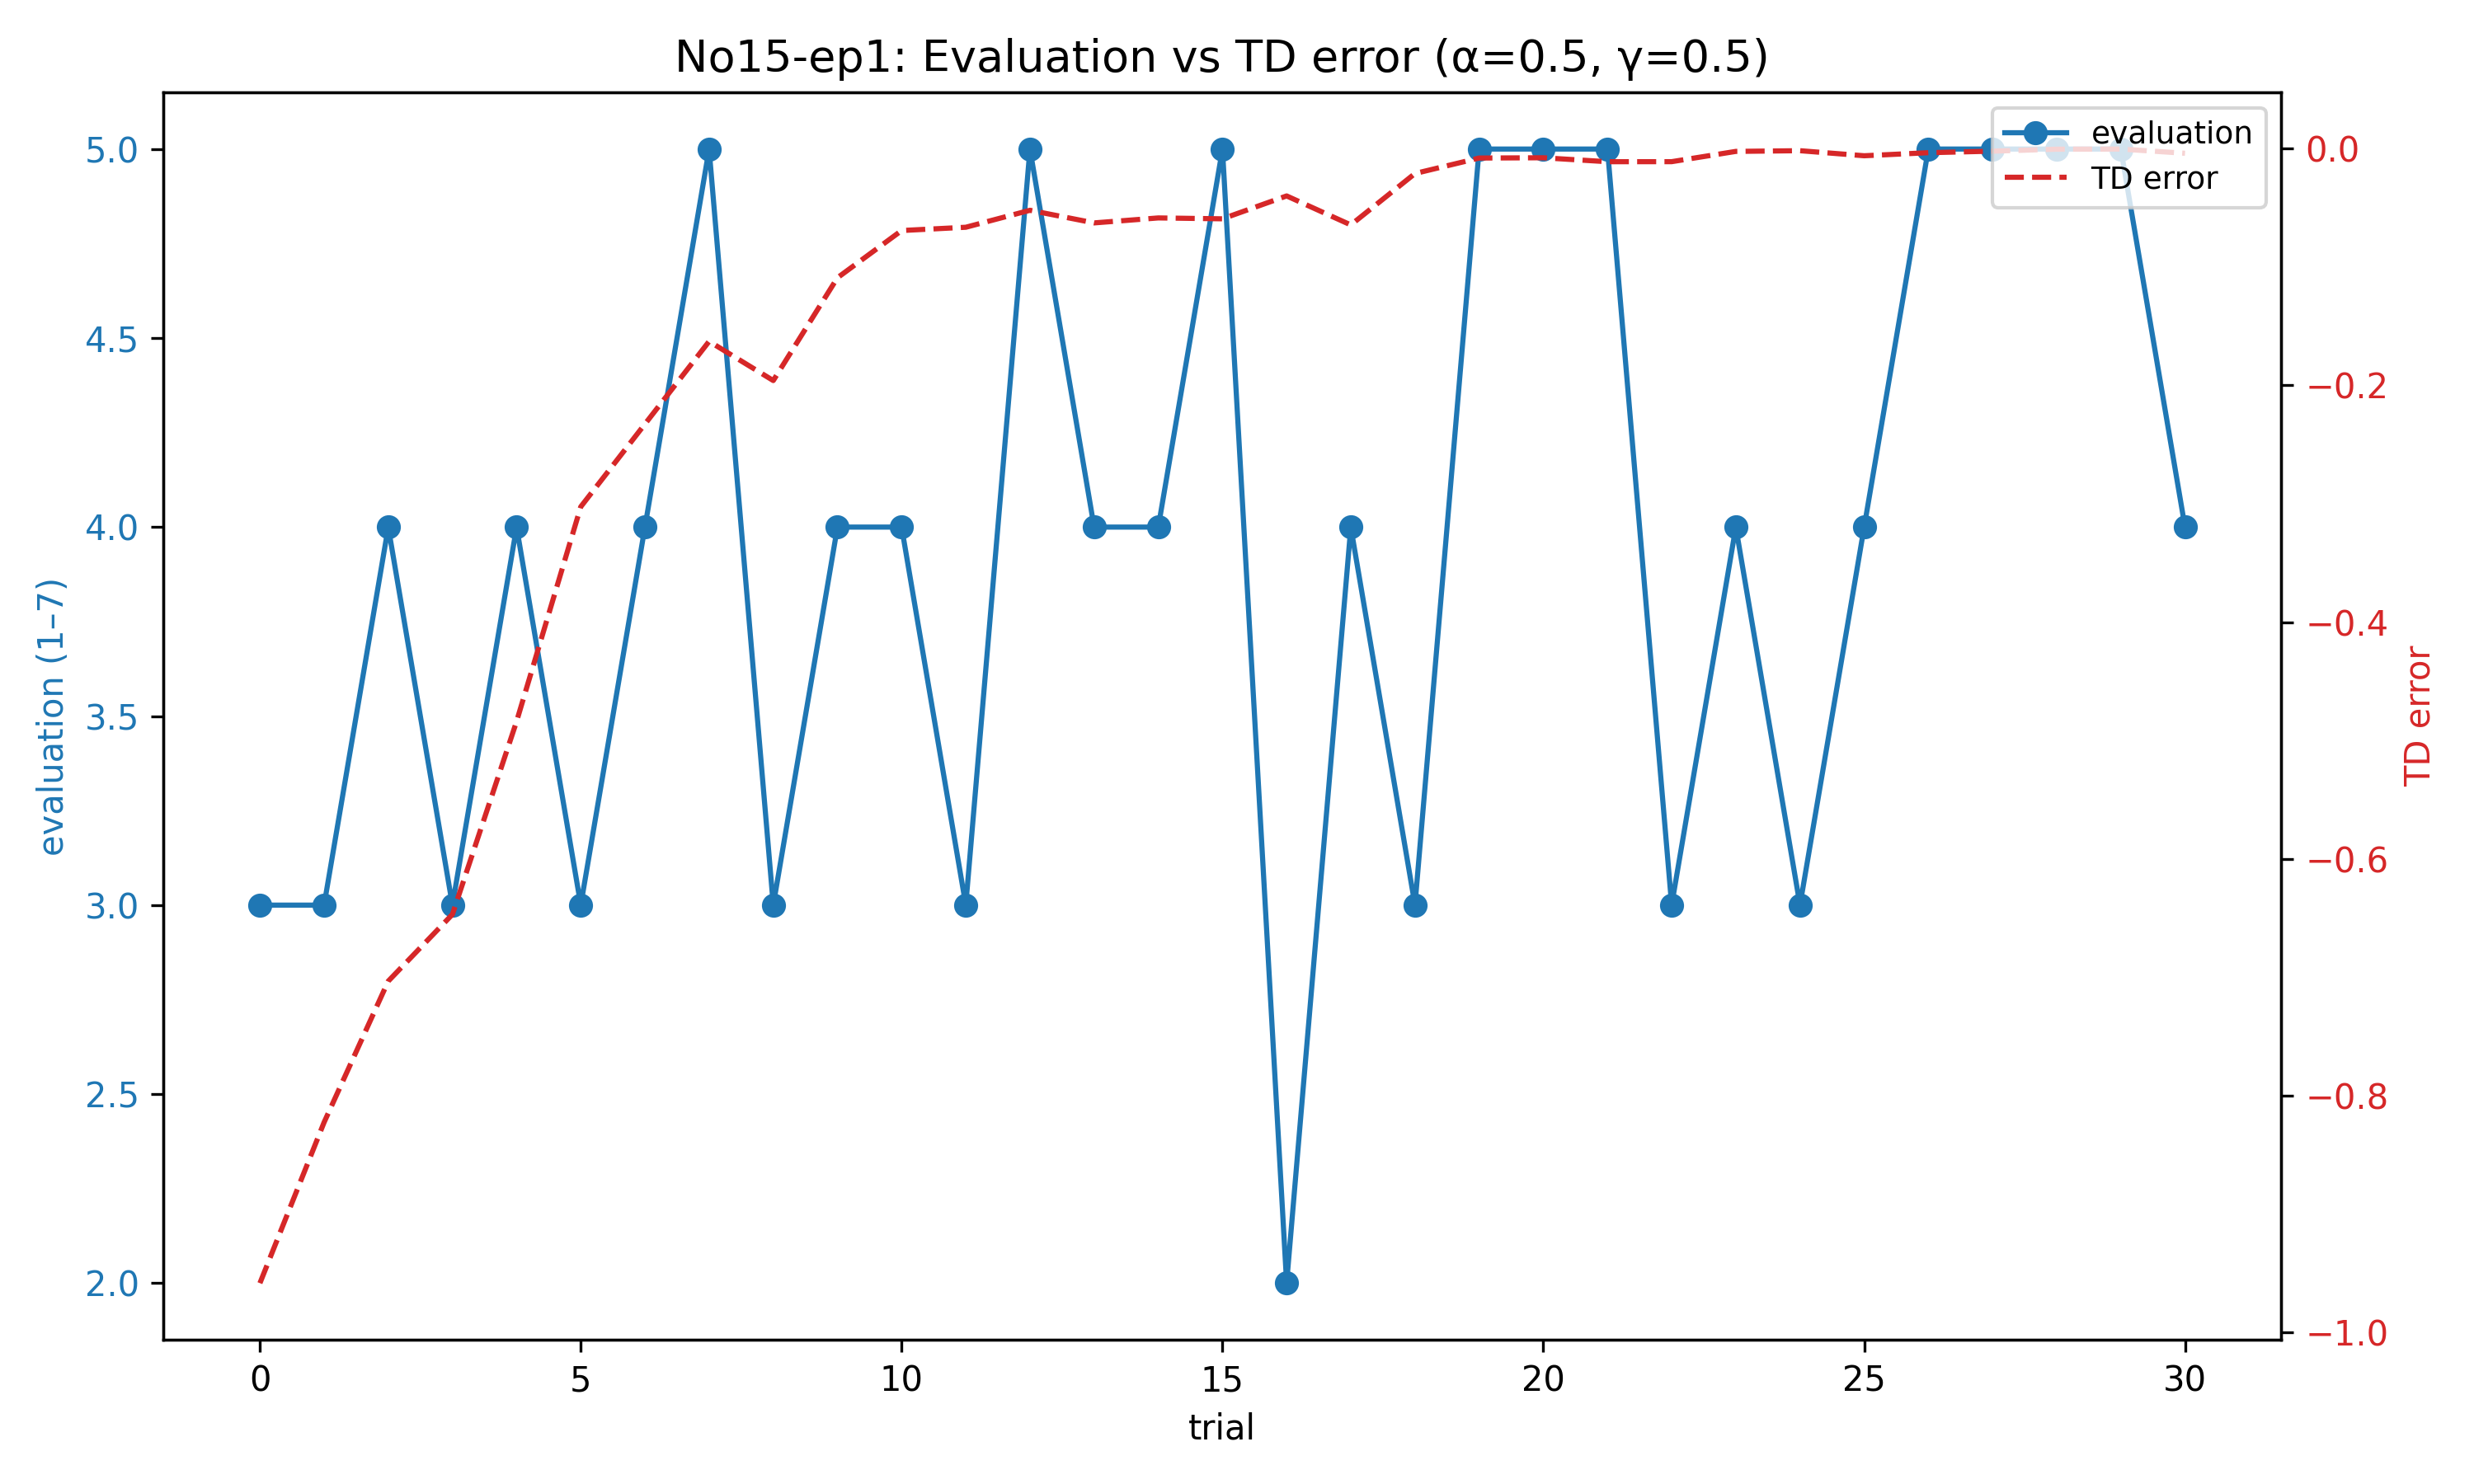 No15-ep1: Evaluation vs TD error (α=0.5, γ=0.5)
evaluation
TD error
5.0
4.5
4.0
3.5
3.0
2.5
2.0
evaluation (1–7)
0.0
−0.2
−0.4
−0.6
−0.8
−1.0
TD error
0 5 10 15 20 25 30
trial